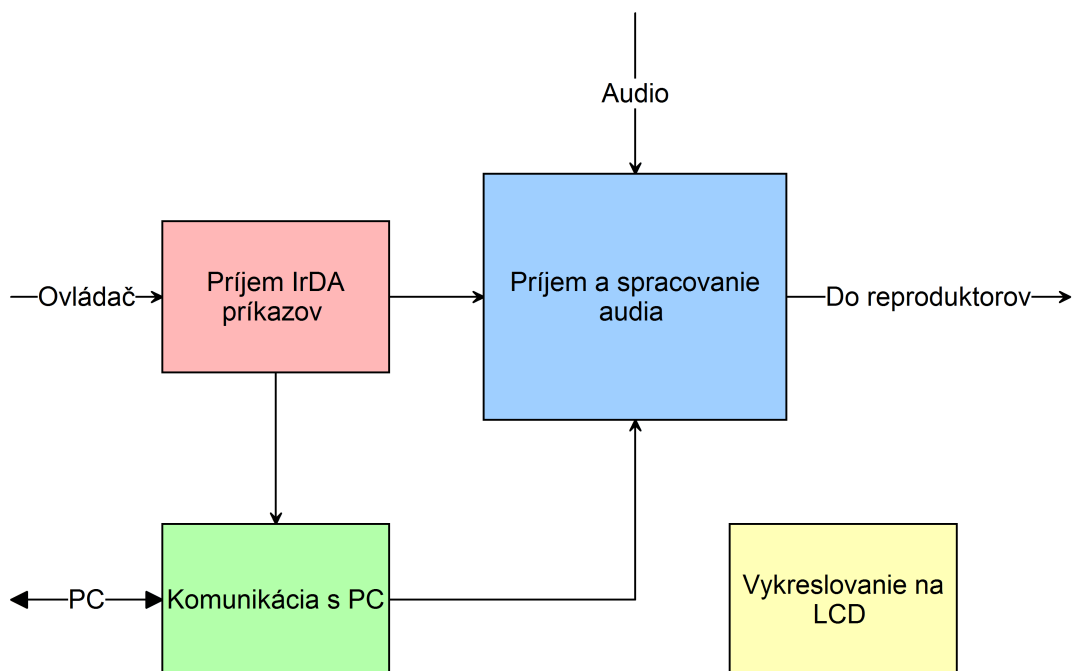 Audio
Ovládač
Príjem IrDA
príkazov
Príjem a spracovanie
audia
Do reproduktorov
PC
Komunikácia s PC
Vykreslovanie na
LCD